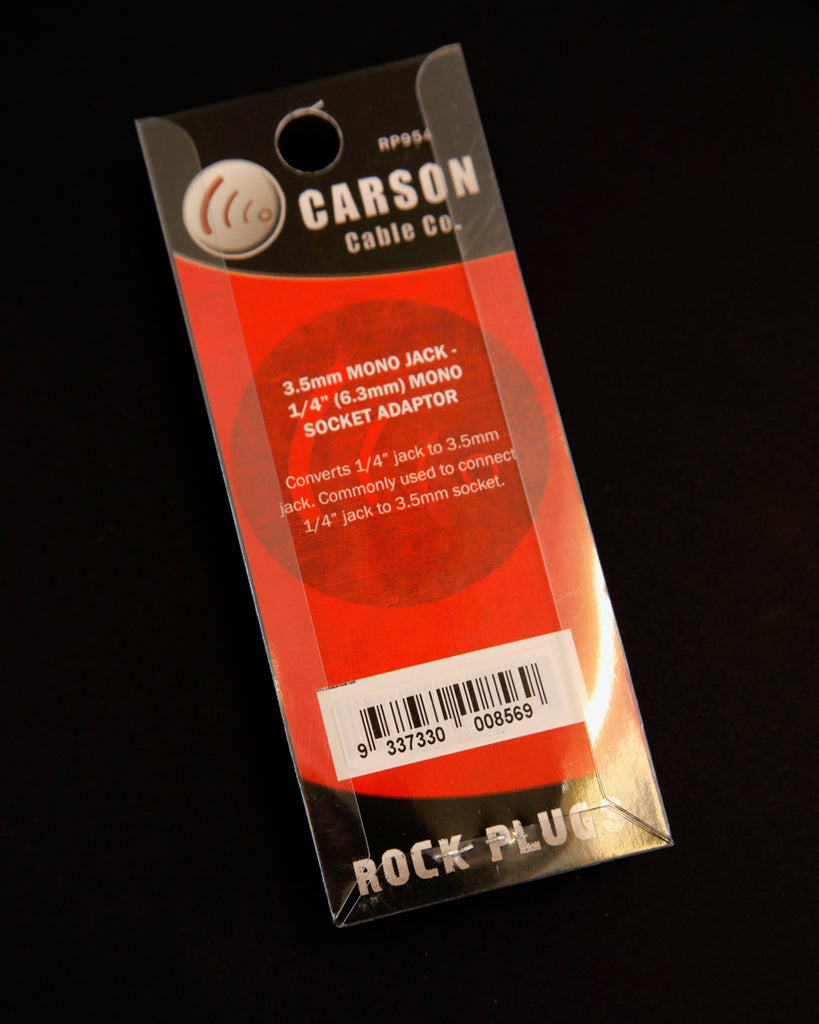 RP954
CARSON
Cable Co.
3.5mm MONO JACK -
1/4" (6.3mm) MONO
SOCKET ADAPTOR
Converts 1/4" jack to 3.5mm
jack. Commonly used to connect
1/4" jack to 3.5mm socket.
9 337330 008569
ROCK PLUGS